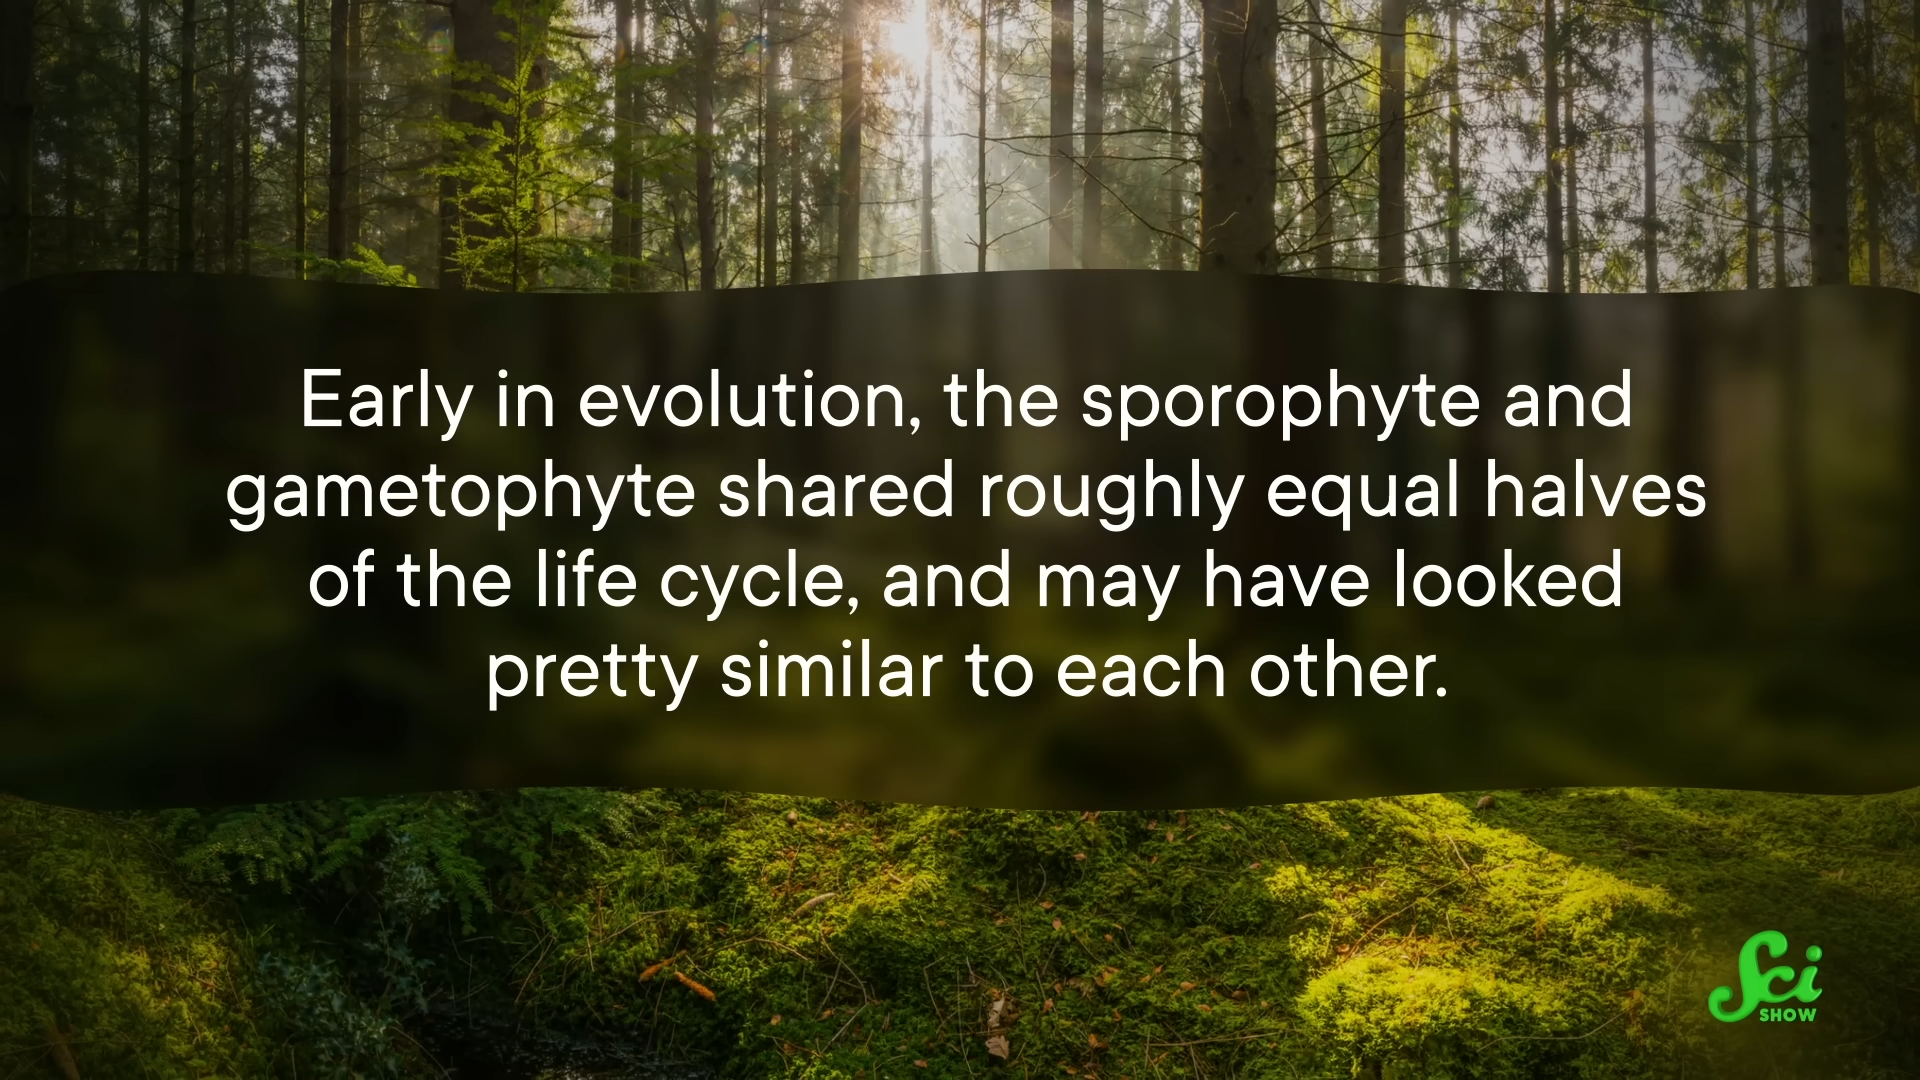 Early in evolution, the sporophyte and
gametophyte shared roughly equal halves
of the life cycle, and may have looked
pretty similar to each other.
Sci
SHOW